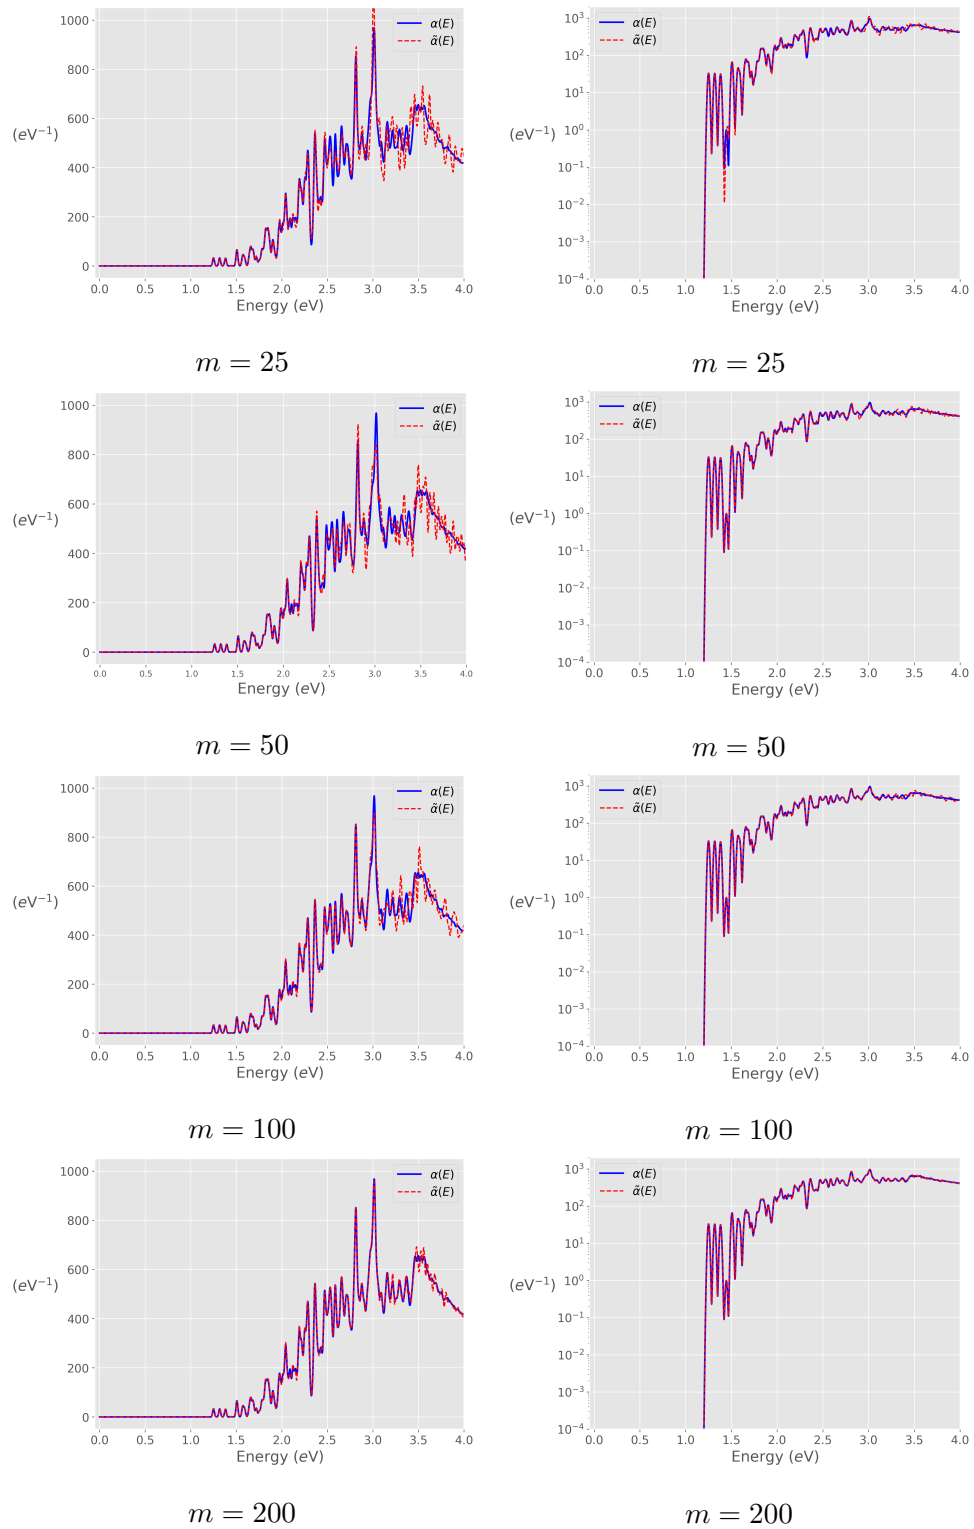 1000
800
600
400
200
0
(eV⁻¹)
α(E)
α̃(E)
0.0 0.5 1.0 1.5 2.0 2.5 3.0 3.5 4.0
Energy (eV)
m = 25
10³
10²
10¹
10⁰
10⁻¹
10⁻²
10⁻³
10⁻⁴
(eV⁻¹)
α(E)
α̃(E)
0.0 0.5 1.0 1.5 2.0 2.5 3.0 3.5 4.0
Energy (eV)
m = 25
1000
800
600
400
200
0
(eV⁻¹)
α(E)
α̃(E)
0.0 0.5 1.0 1.5 2.0 2.5 3.0 3.5 4.0
Energy (eV)
m = 50
10³
10²
10¹
10⁰
10⁻¹
10⁻²
10⁻³
10⁻⁴
(eV⁻¹)
α(E)
α̃(E)
0.0 0.5 1.0 1.5 2.0 2.5 3.0 3.5 4.0
Energy (eV)
m = 50
1000
800
600
400
200
0
(eV⁻¹)
α(E)
α̃(E)
0.0 0.5 1.0 1.5 2.0 2.5 3.0 3.5 4.0
Energy (eV)
m = 100
10³
10²
10¹
10⁰
10⁻¹
10⁻²
10⁻³
10⁻⁴
(eV⁻¹)
α(E)
α̃(E)
0.0 0.5 1.0 1.5 2.0 2.5 3.0 3.5 4.0
Energy (eV)
m = 100
1000
800
600
400
200
0
(eV⁻¹)
α(E)
α̃(E)
0.0 0.5 1.0 1.5 2.0 2.5 3.0 3.5 4.0
Energy (eV)
m = 200
10³
10²
10¹
10⁰
10⁻¹
10⁻²
10⁻³
10⁻⁴
(eV⁻¹)
α(E)
α̃(E)
0.0 0.5 1.0 1.5 2.0 2.5 3.0 3.5 4.0
Energy (eV)
m = 200